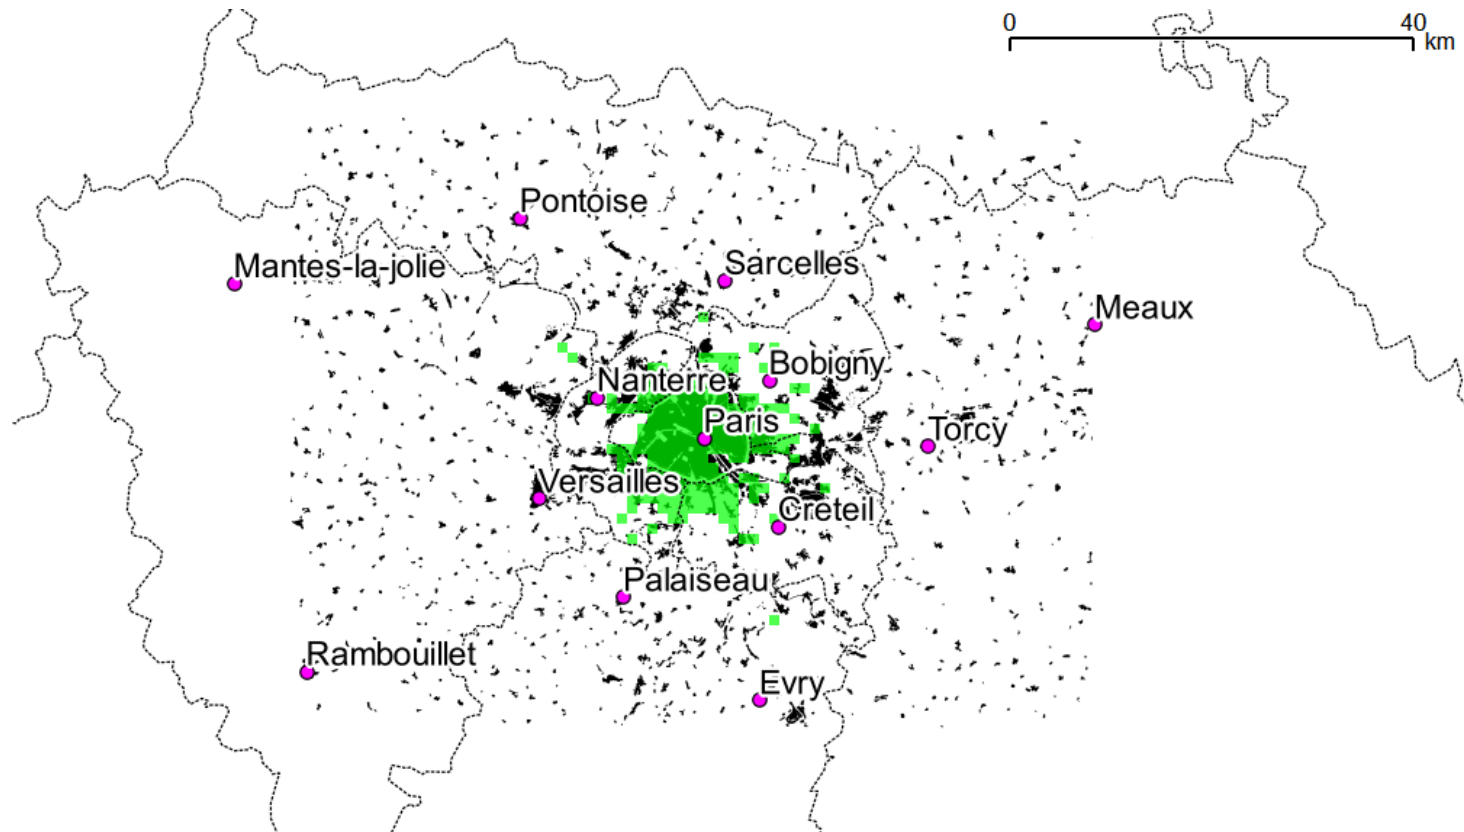 0 40
km
Pontoise
Mantes-la-jolie
Sarcelles
Meaux
Bobigny
Nanterre
Paris
Torcy
Versailles
Creteil
Palaiseau
Rambouillet
Evry